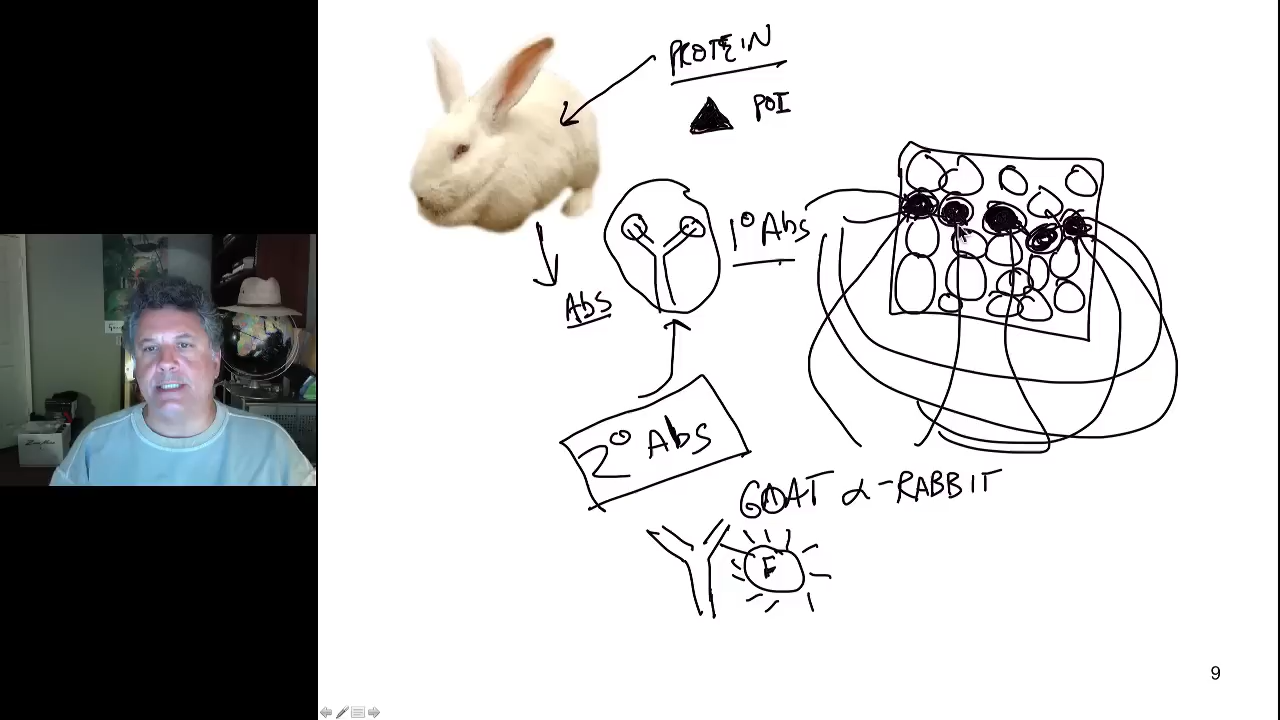 PROTEIN
POI
1° Abs
Abs
2° Abs
GOAT α-RABBIT
F
9